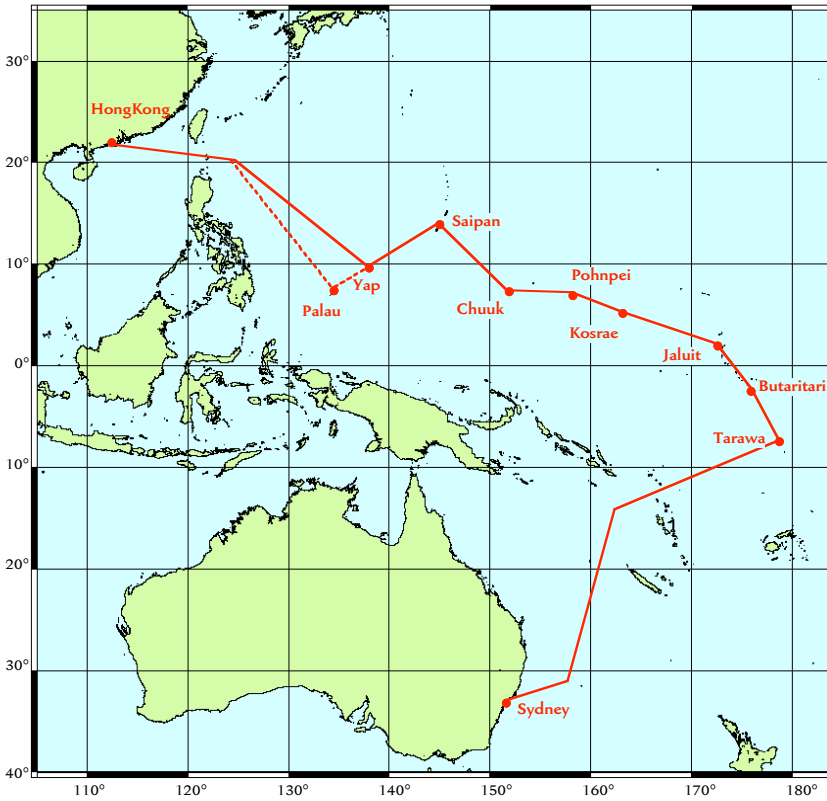 30°
HongKong
20°
Saipan
10°
Pohnpei
Yap
Palau
Chuuk
Kosrae
Jaluit
0°
Butaritari
Tarawa
10°
20°
30°
Sydney
40°
110° 120° 130° 140° 150° 160° 170° 180°